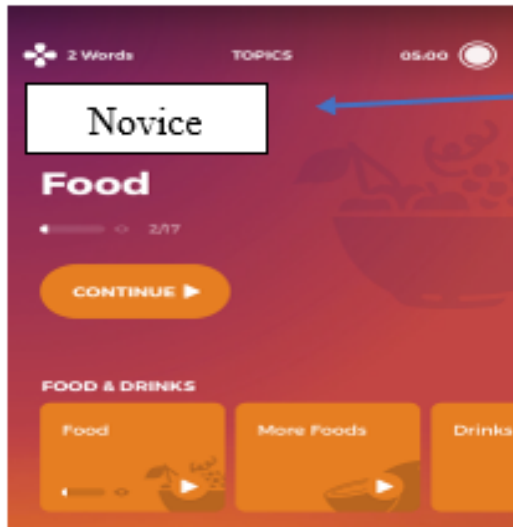 2 Words TOPICS 05:00
Novice
Food
2/17
CONTINUE
FOOD & DRINKS
Food More Foods Drinks